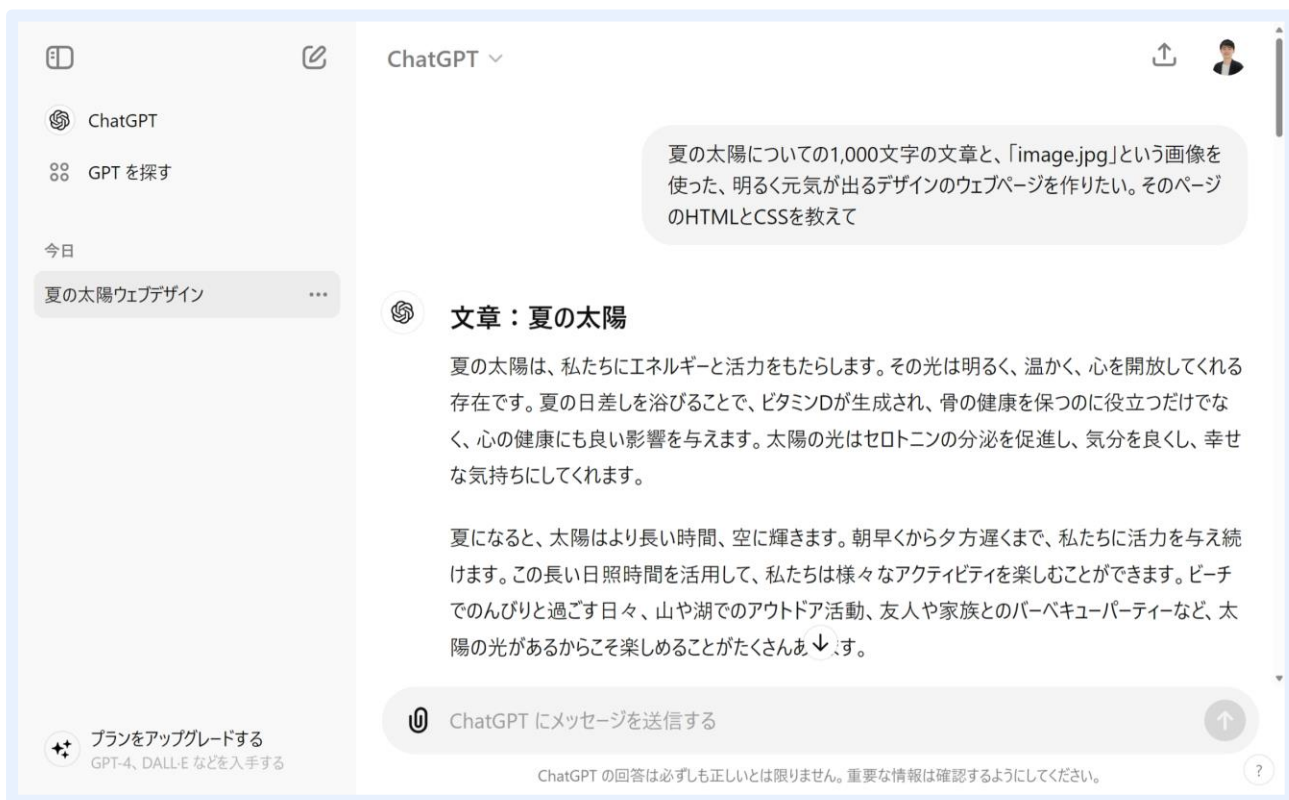 ChatGPT
GPT を探す
今日
夏の太陽ウェブデザイン
プランをアップグレードする
GPT-4、DALL·E などを入手する
ChatGPT
夏の太陽についての1,000文字の文章と、「image.jpg」という画像を
使った、明るく元気が出るデザインのウェブページを作りたい。そのページ
のHTMLとCSSを教えて
文章：夏の太陽
夏の太陽は、私たちにエネルギーと活力をもたらします。その光は明るく、温かく、心を開放してくれる
存在です。夏の日差しを浴びることで、ビタミンDが生成され、骨の健康を保つのに役立つだけでな
く、心の健康にも良い影響を与えます。太陽の光はセロトニンの分泌を促進し、気分を良くし、幸せ
な気持ちにしてくれます。
夏になると、太陽はより長い時間、空に輝きます。朝早くから夕方遅くまで、私たちに活力を与え続
けます。この長い日照時間を活用して、私たちは様々なアクティビティを楽しむことができます。ビーチ
でのんびりと過ごす日々、山や湖でのアウトドア活動、友人や家族とのバーベキューパーティーなど、太
陽の光があるからこそ楽しめることがたくさんあ す。
ChatGPT にメッセージを送信する
ChatGPT の回答は必ずしも正しいとは限りません。重要な情報は確認するようにしてください。
?